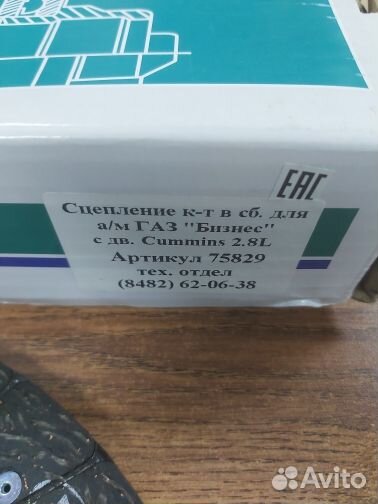 EAC
Сцепление к-т в сб. для
а/м ГАЗ "Бизнес"
с дв. Cummins 2.8L
Артикул 75829
тех. отдел
(8482) 62-06-38
Avito